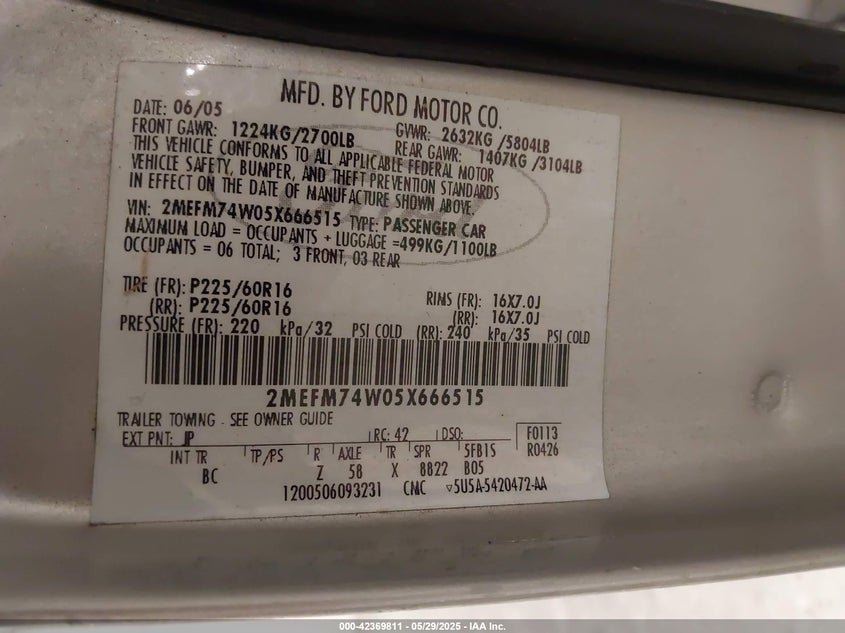 MFD. BY FORD MOTOR CO.
DATE: 06/05 GVWR: 2632KG /5804LB
FRONT GAWR: 1224KG/2700LB REAR GAWR: 1407KG /3104LB
THIS VEHICLE CONFORMS TO ALL APPLICABLE FEDERAL MOTOR
VEHICLE SAFETY, BUMPER, AND THEFT PREVENTION STANDARDS
IN EFFECT ON THE DATE OF MANUFACTURE SHOWN ABOVE.
VIN: 2MEFM74W05X666515 TYPE: PASSENGER CAR
MAXIMUM LOAD = OCCUPANTS + LUGGAGE =499KG/1100LB
OCCUPANTS = 06 TOTAL; 3 FRONT, 03 REAR
TIRE (FR): P225/60R16 RIMS (FR): 16X7.0J
(RR): P225/60R16 (RR): 16X7.0J
PRESSURE (FR): 220 kPa/32 PSI COLD (RR): 240 kPa/35 PSI COLD
2MEFM74W05X666515
TRAILER TOWING - SEE OWNER GUIDE
EXT PNT: JP RC: 42 DSO: F0113
INT TR TP/PS R AXLE TR SPR 5FB1S R0426
BC Z 58 X 8822 B05
1200506093231 CMC ▽5U5A-5420472-AA
000-42369811 — 05/29/2025 — IAA Inc.